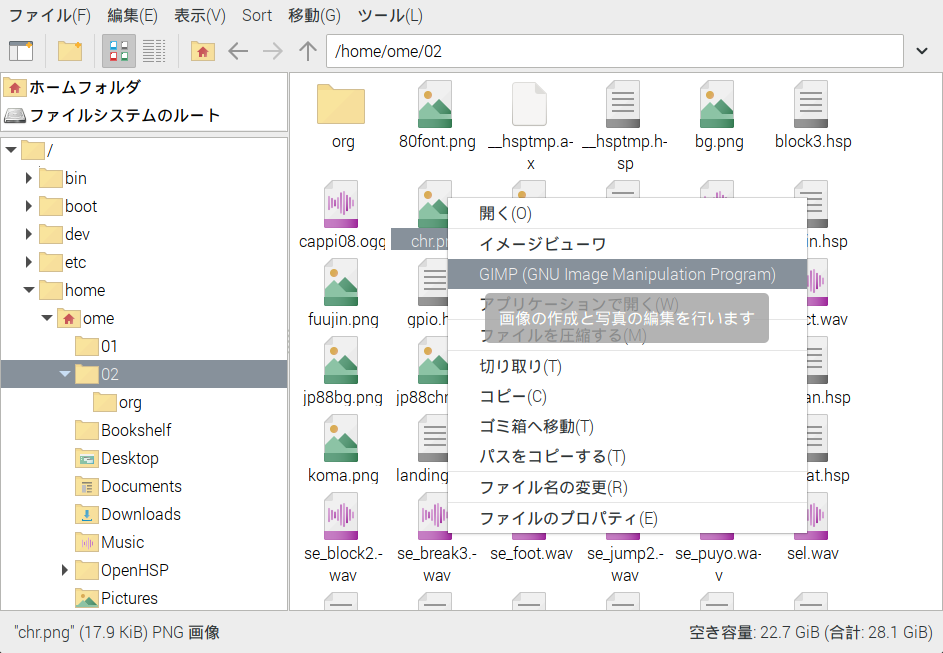 ファイル(F) 編集(E) 表示(V) Sort 移動(G) ツール(L)
/home/ome/02
ホームフォルダ
ファイルシステムのルート
/
bin
boot
dev
etc
home
ome
01
02
org
Bookshelf
Desktop
Documents
Downloads
Music
OpenHSP
Pictures
org 80font.png __hsptmp.a- __hsptmp.h- bg.png block3.hsp
x sp
cappi08.ogg chr.pn in.hsp
fuujin.png gpio.h ct.wav
jp88bg.png jp88chr an.hsp
koma.png landing at.hsp
se_block2.- se_break3.- se_foot.wav se_jump2.- se_puyo.wa- sel.wav
wav wav wav v
開く(O)
イメージビューワ
GIMP (GNU Image Manipulation Program)
アプリケーションで開く(W)
画像の作成と写真の編集を行います
ファイルを圧縮する(M)
切り取り(T)
コピー(C)
ゴミ箱へ移動(T)
パスをコピーする(T)
ファイル名の変更(R)
ファイルのプロパティ(E)
"chr.png" (17.9 KiB) PNG 画像 空き容量: 22.7 GiB (合計: 28.1 GiB)